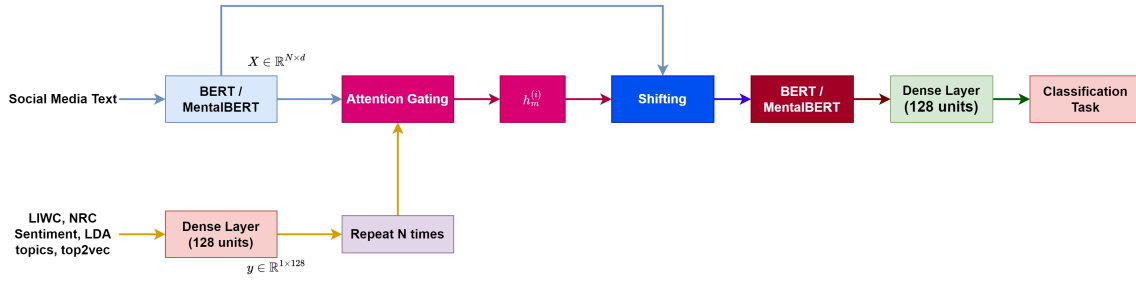 X ∈ ℝ^{N×d}
Social Media Text
BERT /
MentalBERT
Attention Gating
h_m^{(i)}
Shifting
BERT /
MentalBERT
Dense Layer
(128 units)
Classification
Task
LIWC, NRC
Sentiment, LDA
topics, top2vec
Dense Layer
(128 units)
Repeat N times
y ∈ ℝ^{1×128}